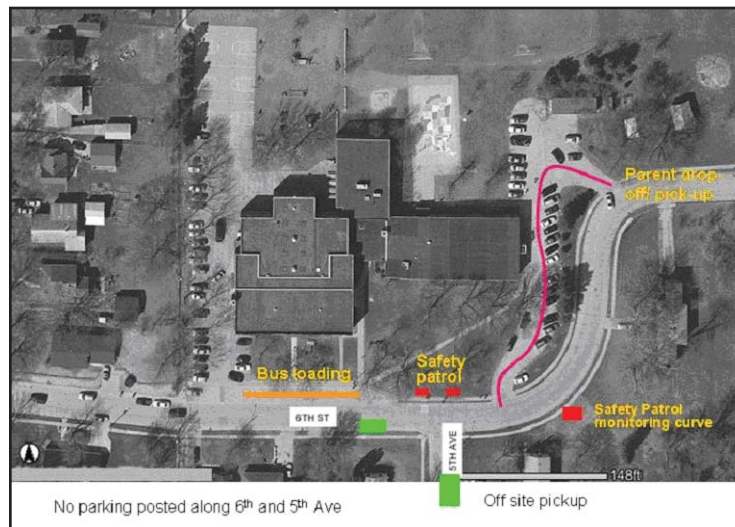 Parent drop-
off/ pick-up
Bus loading
Safety
patrol
6TH ST
Safety Patrol
monitoring curve
5TH AVE
148ft
No parking posted along 6th and 5th Ave
Off site pickup